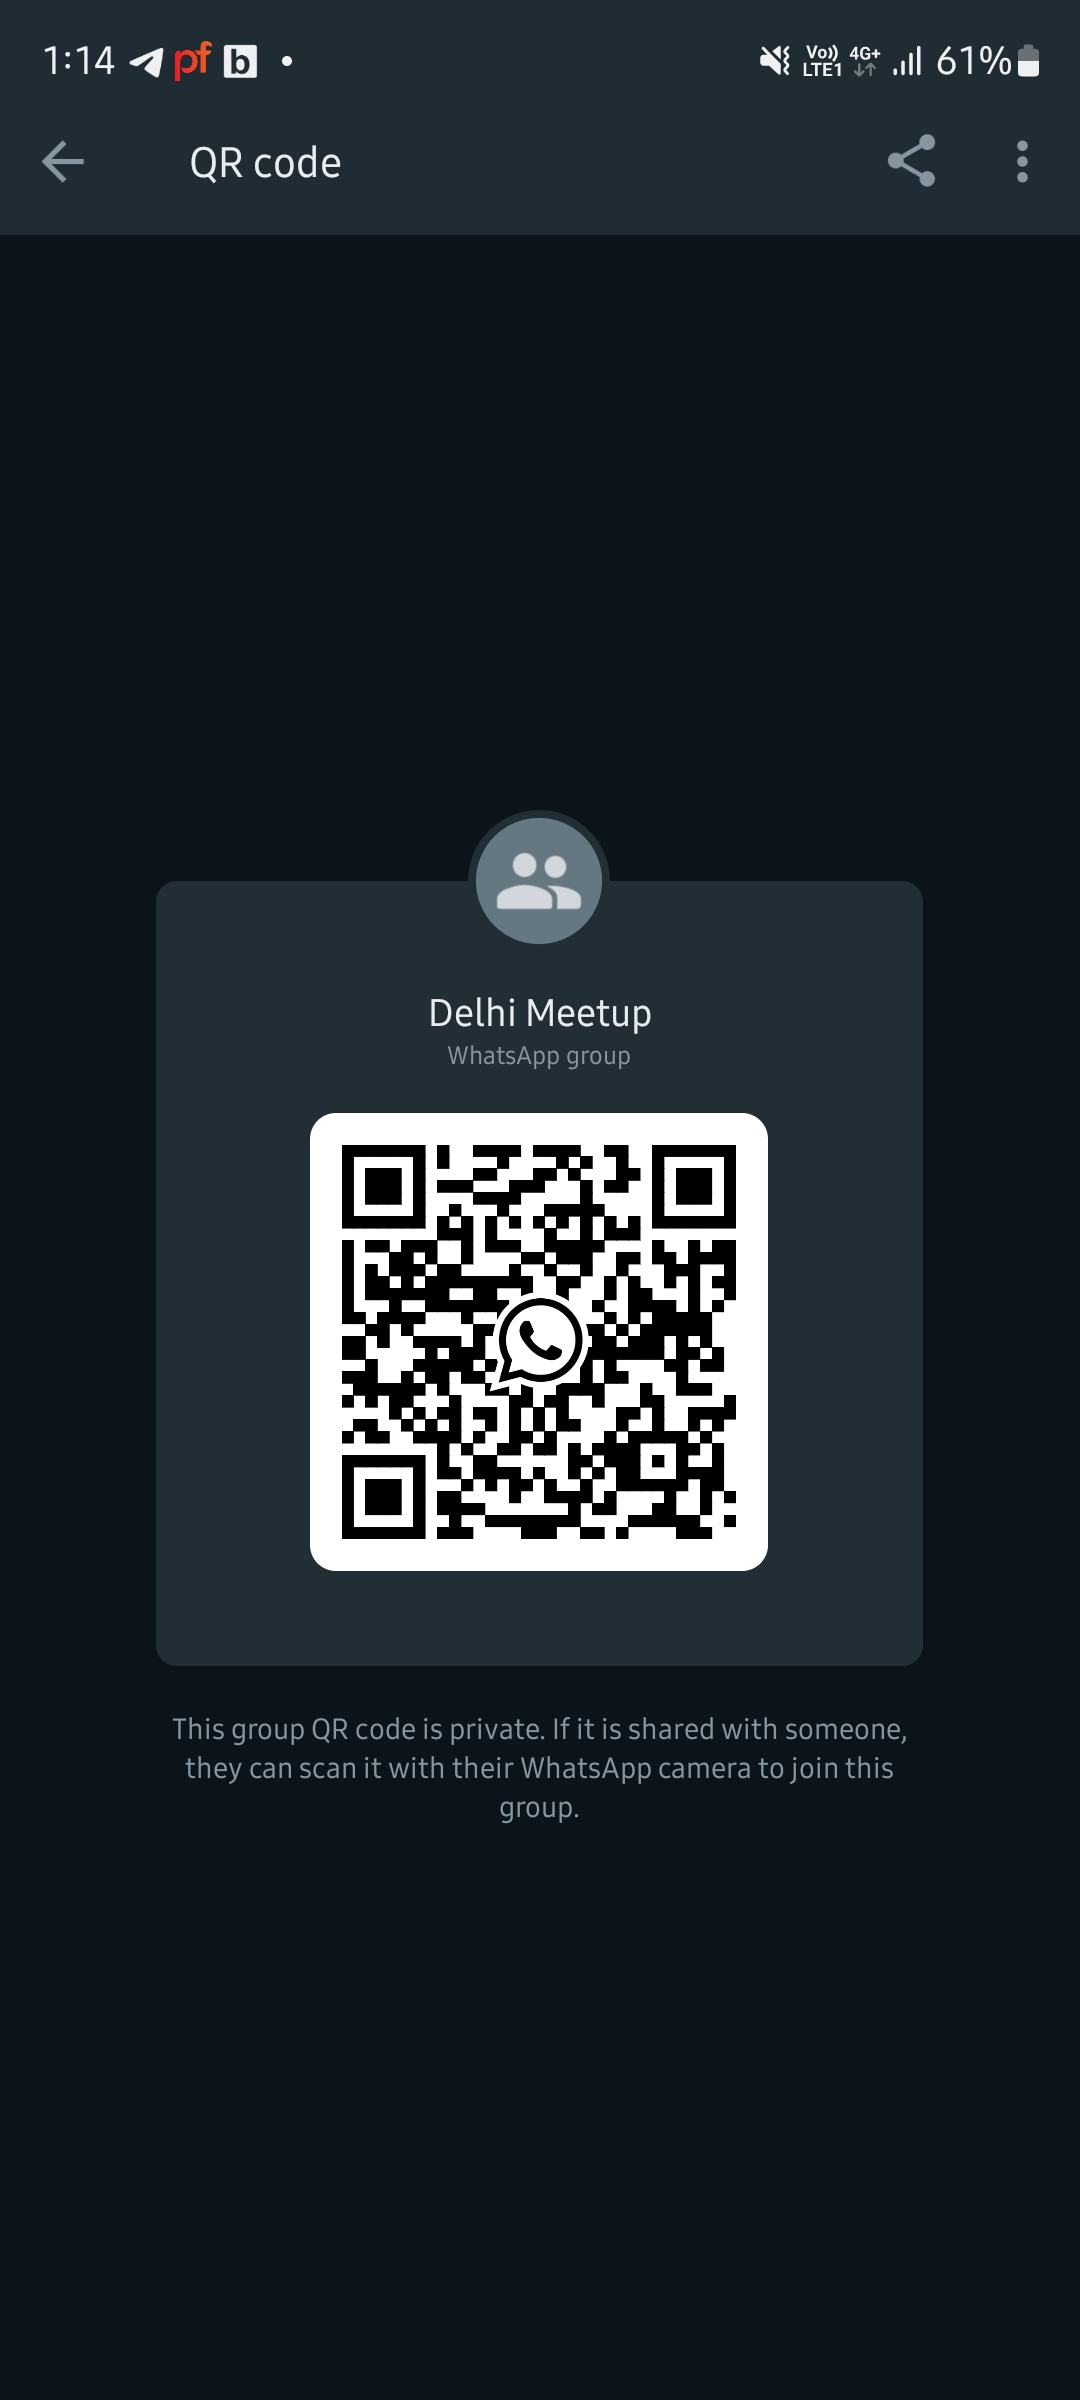 1:14 pf b Vo)) LTE1 4G+ 61%
QR code
Delhi Meetup
WhatsApp group
This group QR code is private. If it is shared with someone,
they can scan it with their WhatsApp camera to join this
group.